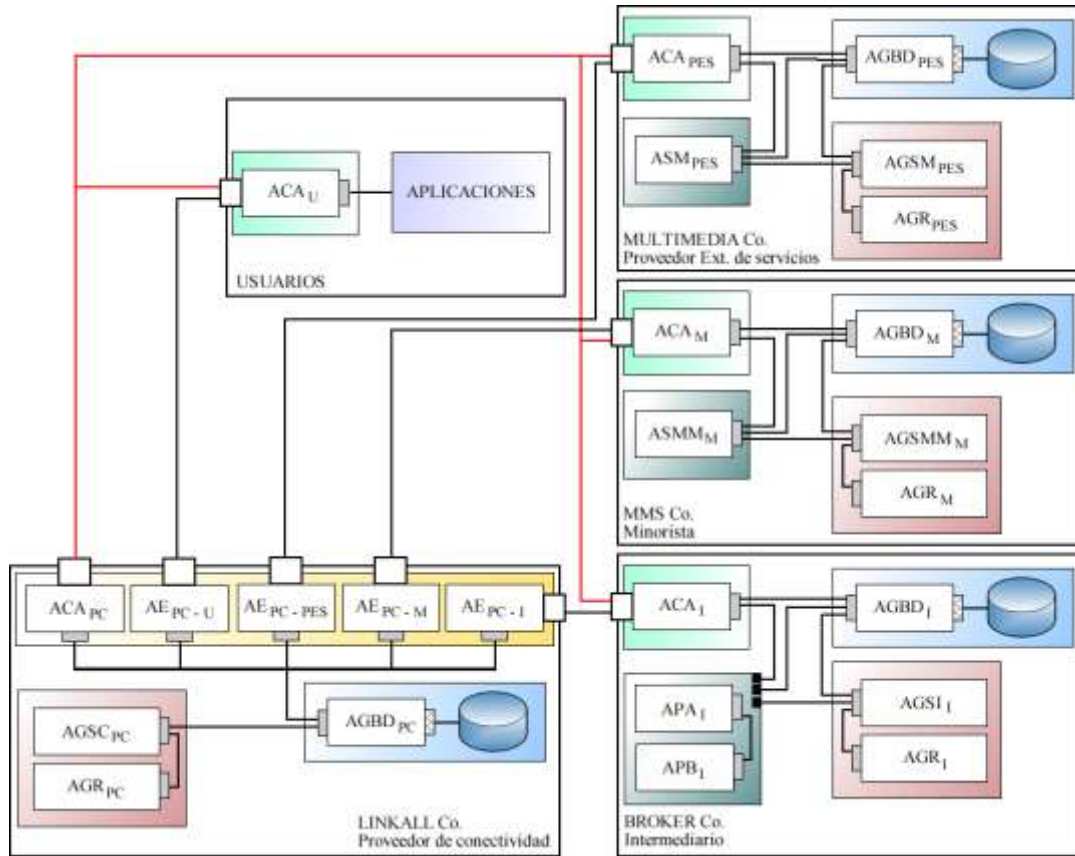 ACA PES
AGBD PES
ASM PES
AGSM PES
AGR PES
MULTIMEDIA Co.
Proveedor Ext. de servicios
ACA U
APLICACIONES
USUARIOS
ACA M
AGBD M
ASMM M
AGSMM M
AGR M
MMS Co.
Minorista
ACA PC
AE PC - U
AE PC - PES
AE PC - M
AE PC - I
AGSC PC
AGR PC
AGBD PC
LINKALL Co.
Proveedor de conectividad
ACA I
AGBD I
APA I
APB I
AGSI I
AGR I
BROKER Co.
Intermediario